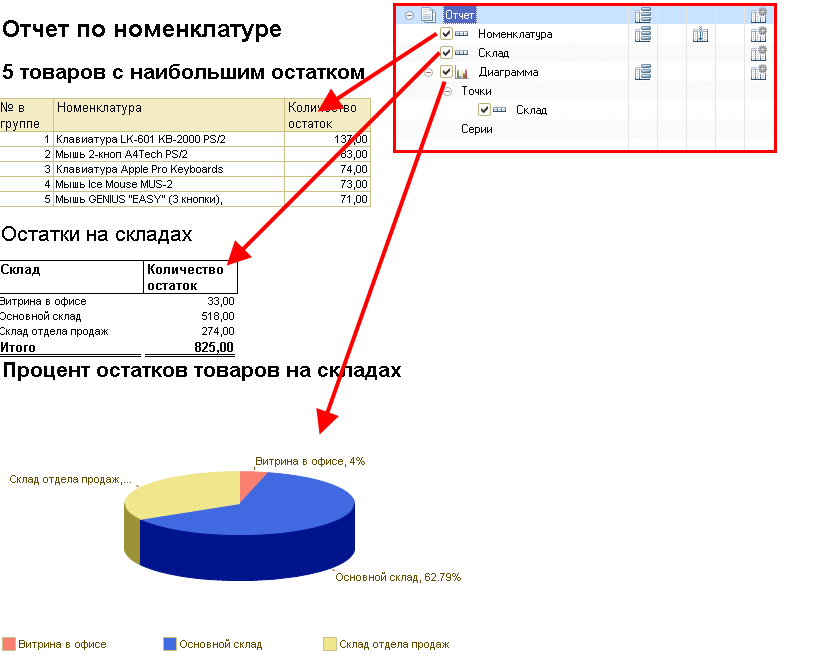 Отчет по номенклатуре
5 товаров с наибольшим остатком
№ в группе Номенклатура Количество остаток
1 Клавиатура LK-601 KB-2000 PS/2 137,00
2 Мышь 2-кноп A4Tech PS/2 83,00
3 Клавиатура Apple Pro Keyboards 74,00
4 Мышь Ice Mouse MUS-2 73,00
5 Мышь GENIUS "EASY" (3 кнопки), 71,00
Остатки на складах
Склад Количество остаток
Витрина в офисе 33,00
Основной склад 518,00
Склад отдела продаж 274,00
Итого 825,00
Процент остатков товаров на складах
Витрина в офисе, 4%
Склад отдела продаж,...
Основной склад, 62.79%
Витрина в офисе Основной склад Склад отдела продаж
Отчет
Номенклатура
Склад
Диаграмма
Точки
Склад
Серии